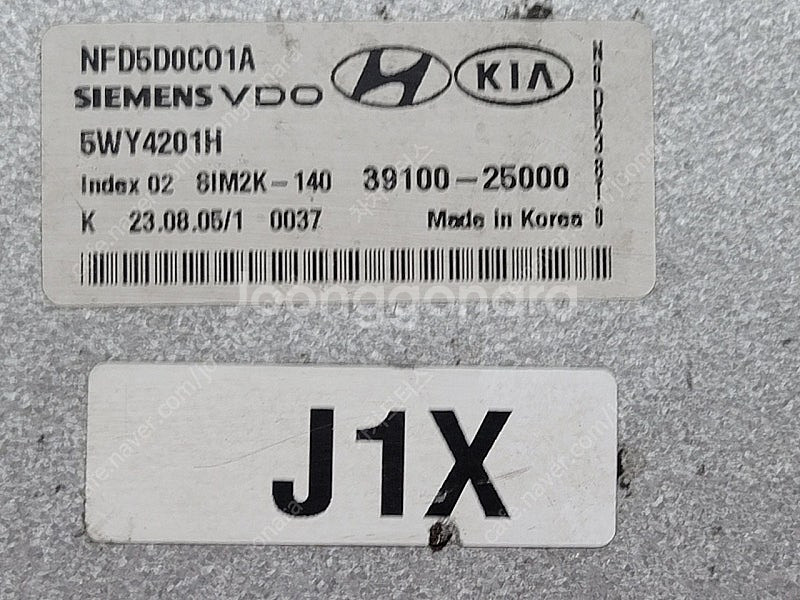 NFD5D0C01A
SIEMENS VDO
KIA
5WY4201H
Index 02 SIM2K-140 39100-25000
K 23.08.05/1 0037 Made in Korea
Joonggonara
J1X